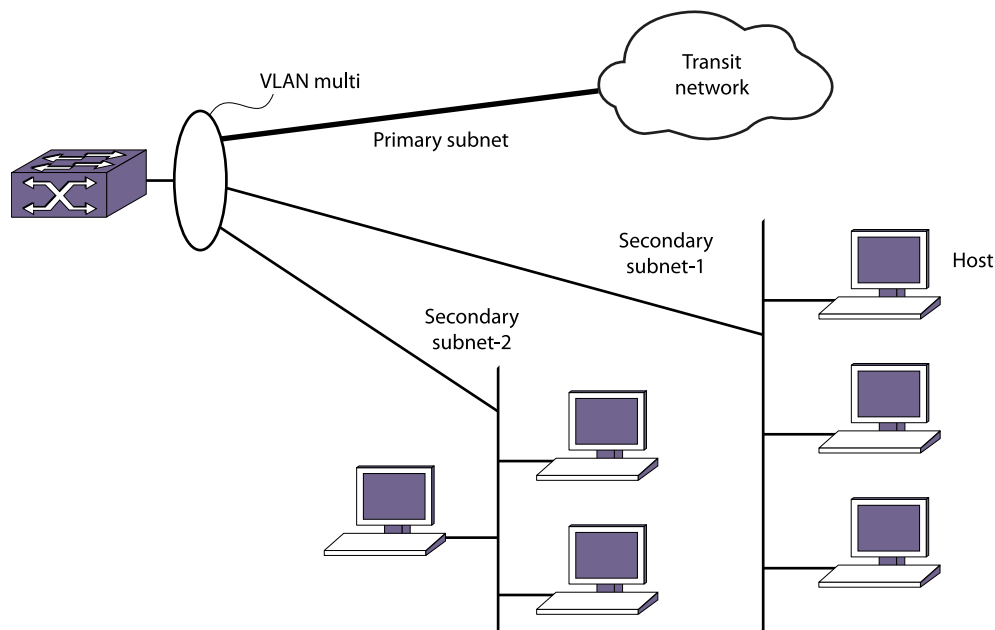 Transit
network
VLAN multi
Primary subnet
Secondary
subnet-1
Host
Secondary
subnet-2